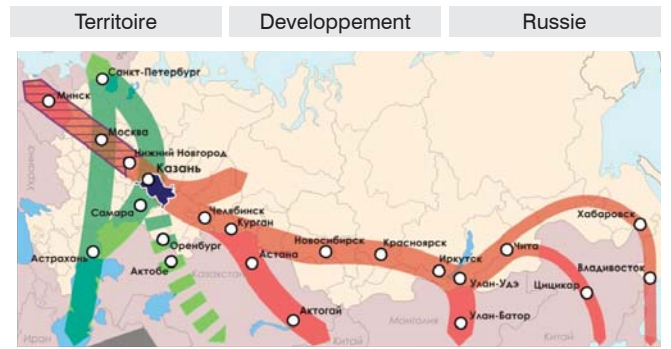 Territoire
Developpement
Russie
Санкт-Петербург
Минск
Москва
Нижний Новгород
Казань
Украина
Самара
Челябинск
Курган
Хабаровск
Астрахань
Оренбург
Новосибирск
Красноярск
Чита
Актобе
Казахстан
Астана
Иркутск
Владивосток
Улан-Удэ
Цицикар
Актогай
Монголия
Улан-Батор
Иран
Китай
Китай